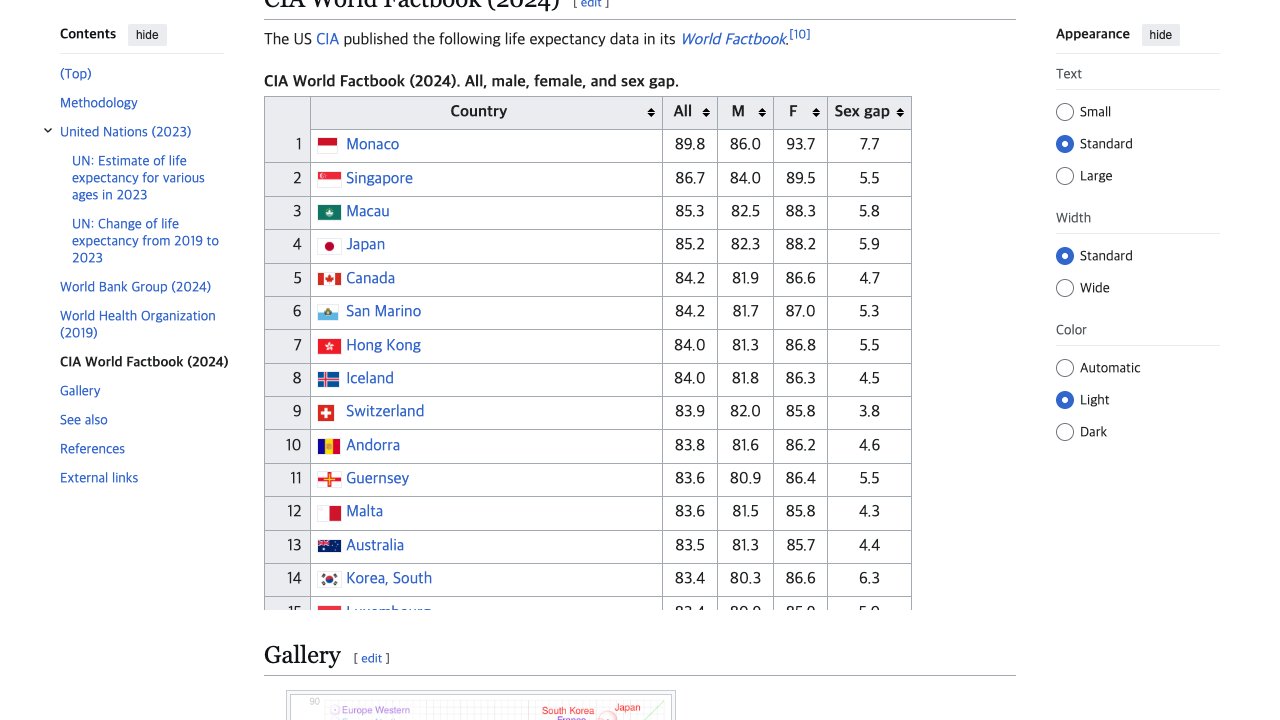 Contents hide
(Top)
Methodology
United Nations (2023)
UN: Estimate of life
expectancy for various
ages in 2023
UN: Change of life
expectancy from 2019 to
2023
World Bank Group (2024)
World Health Organization
(2019)
CIA World Factbook (2024)
Gallery
See also
References
External links
CIA World Factbook (2024) [ edit ]
The US CIA published the following life expectancy data in its World Factbook.[10]
CIA World Factbook (2024). All, male, female, and sex gap.
Country All M F Sex gap
1 Monaco 89.8 86.0 93.7 7.7
2 Singapore 86.7 84.0 89.5 5.5
3 Macau 85.3 82.5 88.3 5.8
4 Japan 85.2 82.3 88.2 5.9
5 Canada 84.2 81.9 86.6 4.7
6 San Marino 84.2 81.7 87.0 5.3
7 Hong Kong 84.0 81.3 86.8 5.5
8 Iceland 84.0 81.8 86.3 4.5
9 Switzerland 83.9 82.0 85.8 3.8
10 Andorra 83.8 81.6 86.2 4.6
11 Guernsey 83.6 80.9 86.4 5.5
12 Malta 83.6 81.5 85.8 4.3
13 Australia 83.5 81.3 85.7 4.4
14 Korea, South 83.4 80.3 86.6 6.3
15 Luxembourg
Gallery [ edit ]
90
Europe Western
South Korea Japan
France
Appearance hide
Text
Small
Standard
Large
Width
Standard
Wide
Color
Automatic
Light
Dark